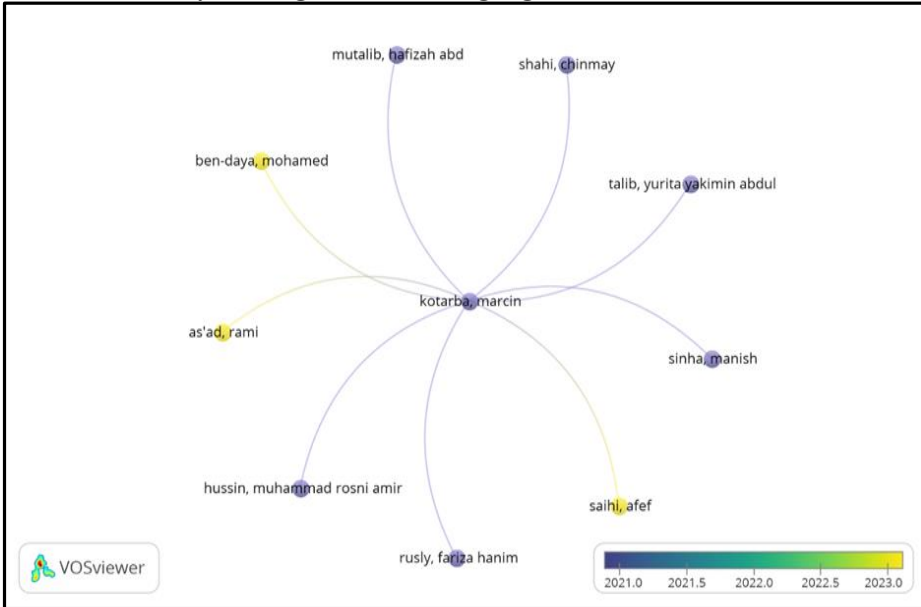 mutalib, hafizah abd
shahi, chinmay
ben-daya, mohamed
talib, yurita yakimin abdul
kotarba, marcin
as'ad, rami
sinha, manish
hussin, muhammad rosni amir
saihi, afef
rusly, fariza hanim
VOSviewer
2021.0 2021.5 2022.0 2022.5 2023.0